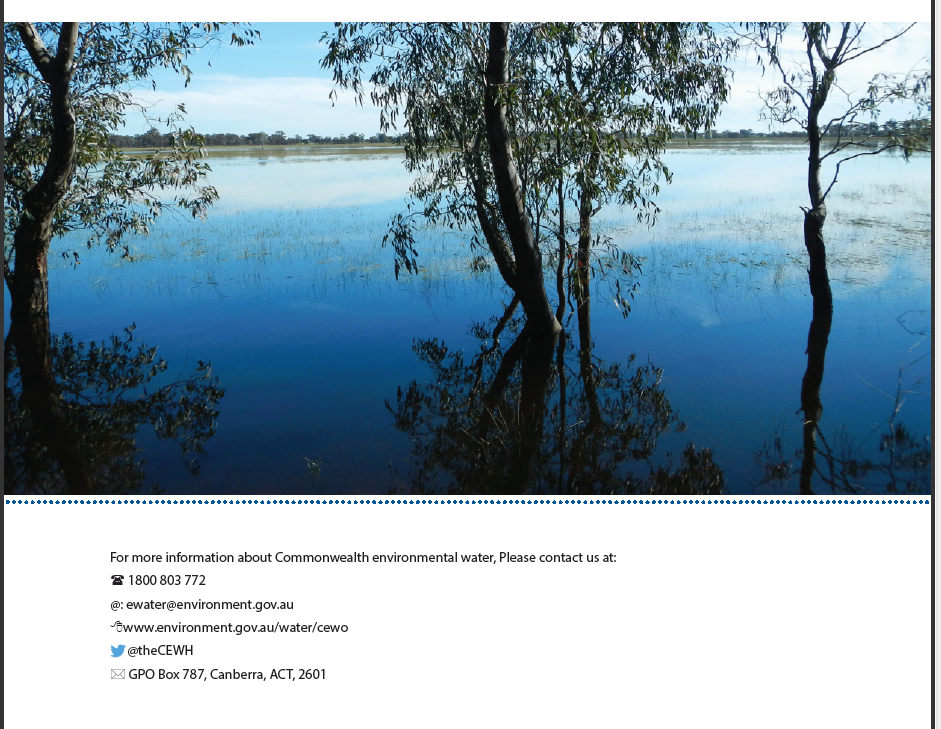 For more information about Commonwealth environmental water, Please contact us at:
☎ 1800 803 772
@: ewater@environment.gov.au
www.environment.gov.au/water/cewo
@theCEWH
✉ GPO Box 787, Canberra, ACT, 2601